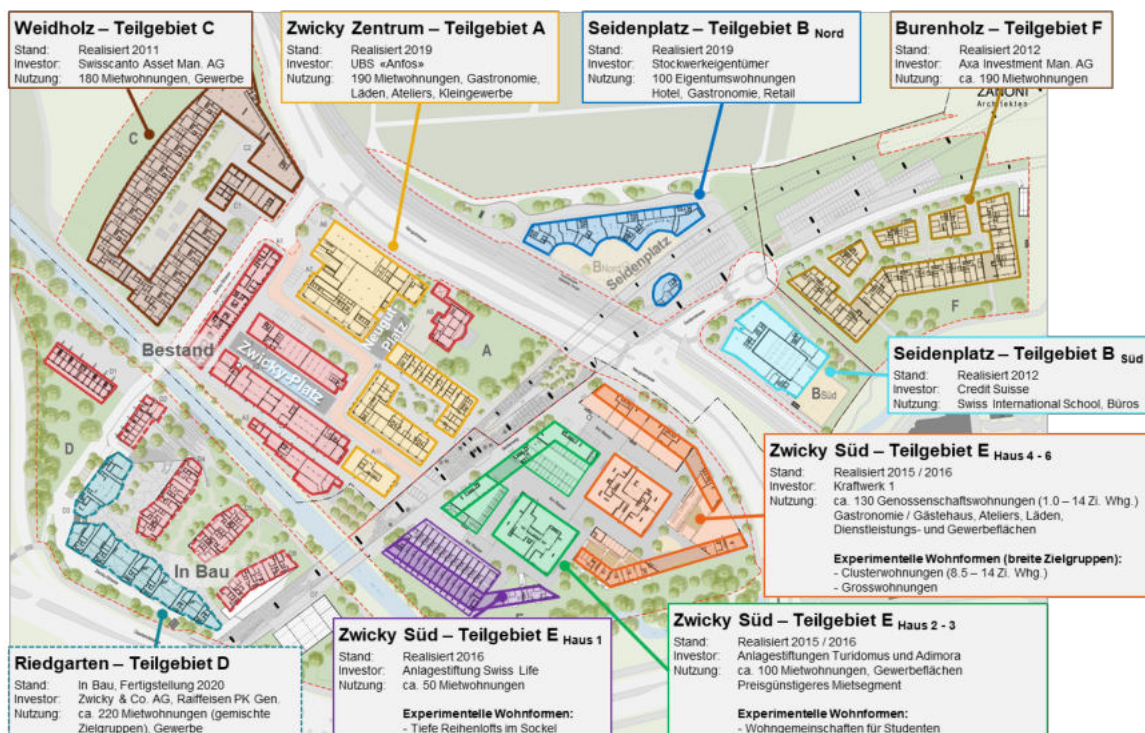 Weidholz – Teilgebiet C
Stand: Realisiert 2011
Investor: Swisscanto Asset Man. AG
Nutzung: 180 Mietwohnungen, Gewerbe
Zwicky Zentrum – Teilgebiet A
Stand: Realisiert 2019
Investor: UBS «Anfos»
Nutzung: 190 Mietwohnungen, Gastronomie,
Läden, Ateliers, Kleingewerbe
Seidenplatz – Teilgebiet B Nord
Stand: Realisiert 2019
Investor: Stockwerkeigentümer
Nutzung: 100 Eigentumswohnungen
Hotel, Gastronomie, Retail
Burenholz – Teilgebiet F
Stand: Realisiert 2012
Investor: Axa Investment Man. AG
Nutzung: ca. 190 Mietwohnungen
ZANONI
Architekten
C
B Nord
Seidenplatz
F
Neugut-
Platz
A
Bestand
Zwicky-Platz
B Süd
D
In Bau
E
Seidenplatz – Teilgebiet B Süd
Stand: Realisiert 2012
Investor: Credit Suisse
Nutzung: Swiss International School, Büros
Zwicky Süd – Teilgebiet E Haus 4 - 6
Stand: Realisiert 2015 / 2016
Investor: Kraftwerk 1
Nutzung: ca. 130 Genossenschaftswohnungen (1.0 – 14 Zi. Whg.)
Gastronomie / Gästehaus, Ateliers, Läden,
Dienstleistungs- und Gewerbeflächen
Experimentelle Wohnformen (breite Zielgruppen):
- Clusterwohnungen (8.5 – 14 Zi. Whg.)
- Grosswohnungen
Riedgarten – Teilgebiet D
Stand: In Bau, Fertigstellung 2020
Investor: Zwicky & Co. AG, Raiffeisen PK Gen.
Nutzung: ca. 220 Mietwohnungen (gemischte
Zielgruppen), Gewerbe
Zwicky Süd – Teilgebiet E Haus 1
Stand: Realisiert 2016
Investor: Anlagestiftung Swiss Life
Nutzung: ca. 50 Mietwohnungen
Experimentelle Wohnformen:
- Tiefe Reihenlofts im Sockel
Zwicky Süd – Teilgebiet E Haus 2 - 3
Stand: Realisiert 2015 / 2016
Investor: Anlagestiftungen Turidomus und Adimora
Nutzung: ca. 100 Mietwohnungen, Gewerbeflächen
Preisgünstigeres Mietsegment
Experimentelle Wohnformen:
- Wohngemeinschaften für Studenten